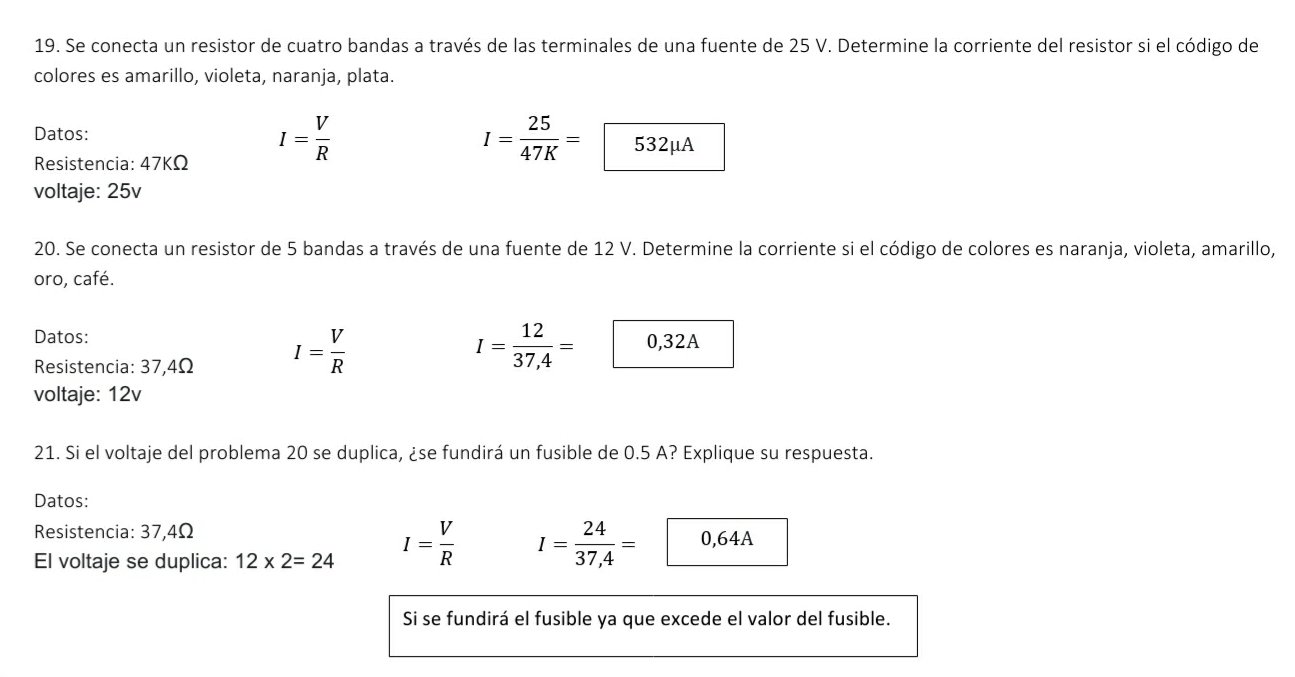 19. Se conecta un resistor de cuatro bandas a través de las terminales de una fuente de 25 V. Determine la corriente del resistor si el código de
colores es amarillo, violeta, naranja, plata.
Datos:
Resistencia: 47KΩ
voltaje: 25v
I = V/R
I = 25/47K =
532μA
20. Se conecta un resistor de 5 bandas a través de una fuente de 12 V. Determine la corriente si el código de colores es naranja, violeta, amarillo,
oro, café.
Datos:
Resistencia: 37,4Ω
voltaje: 12v
I = V/R
I = 12/37,4 =
0,32A
21. Si el voltaje del problema 20 se duplica, ¿se fundirá un fusible de 0.5 A? Explique su respuesta.
Datos:
Resistencia: 37,4Ω
El voltaje se duplica: 12 x 2= 24
I = V/R
I = 24/37,4 =
0,64A
Si se fundirá el fusible ya que excede el valor del fusible.